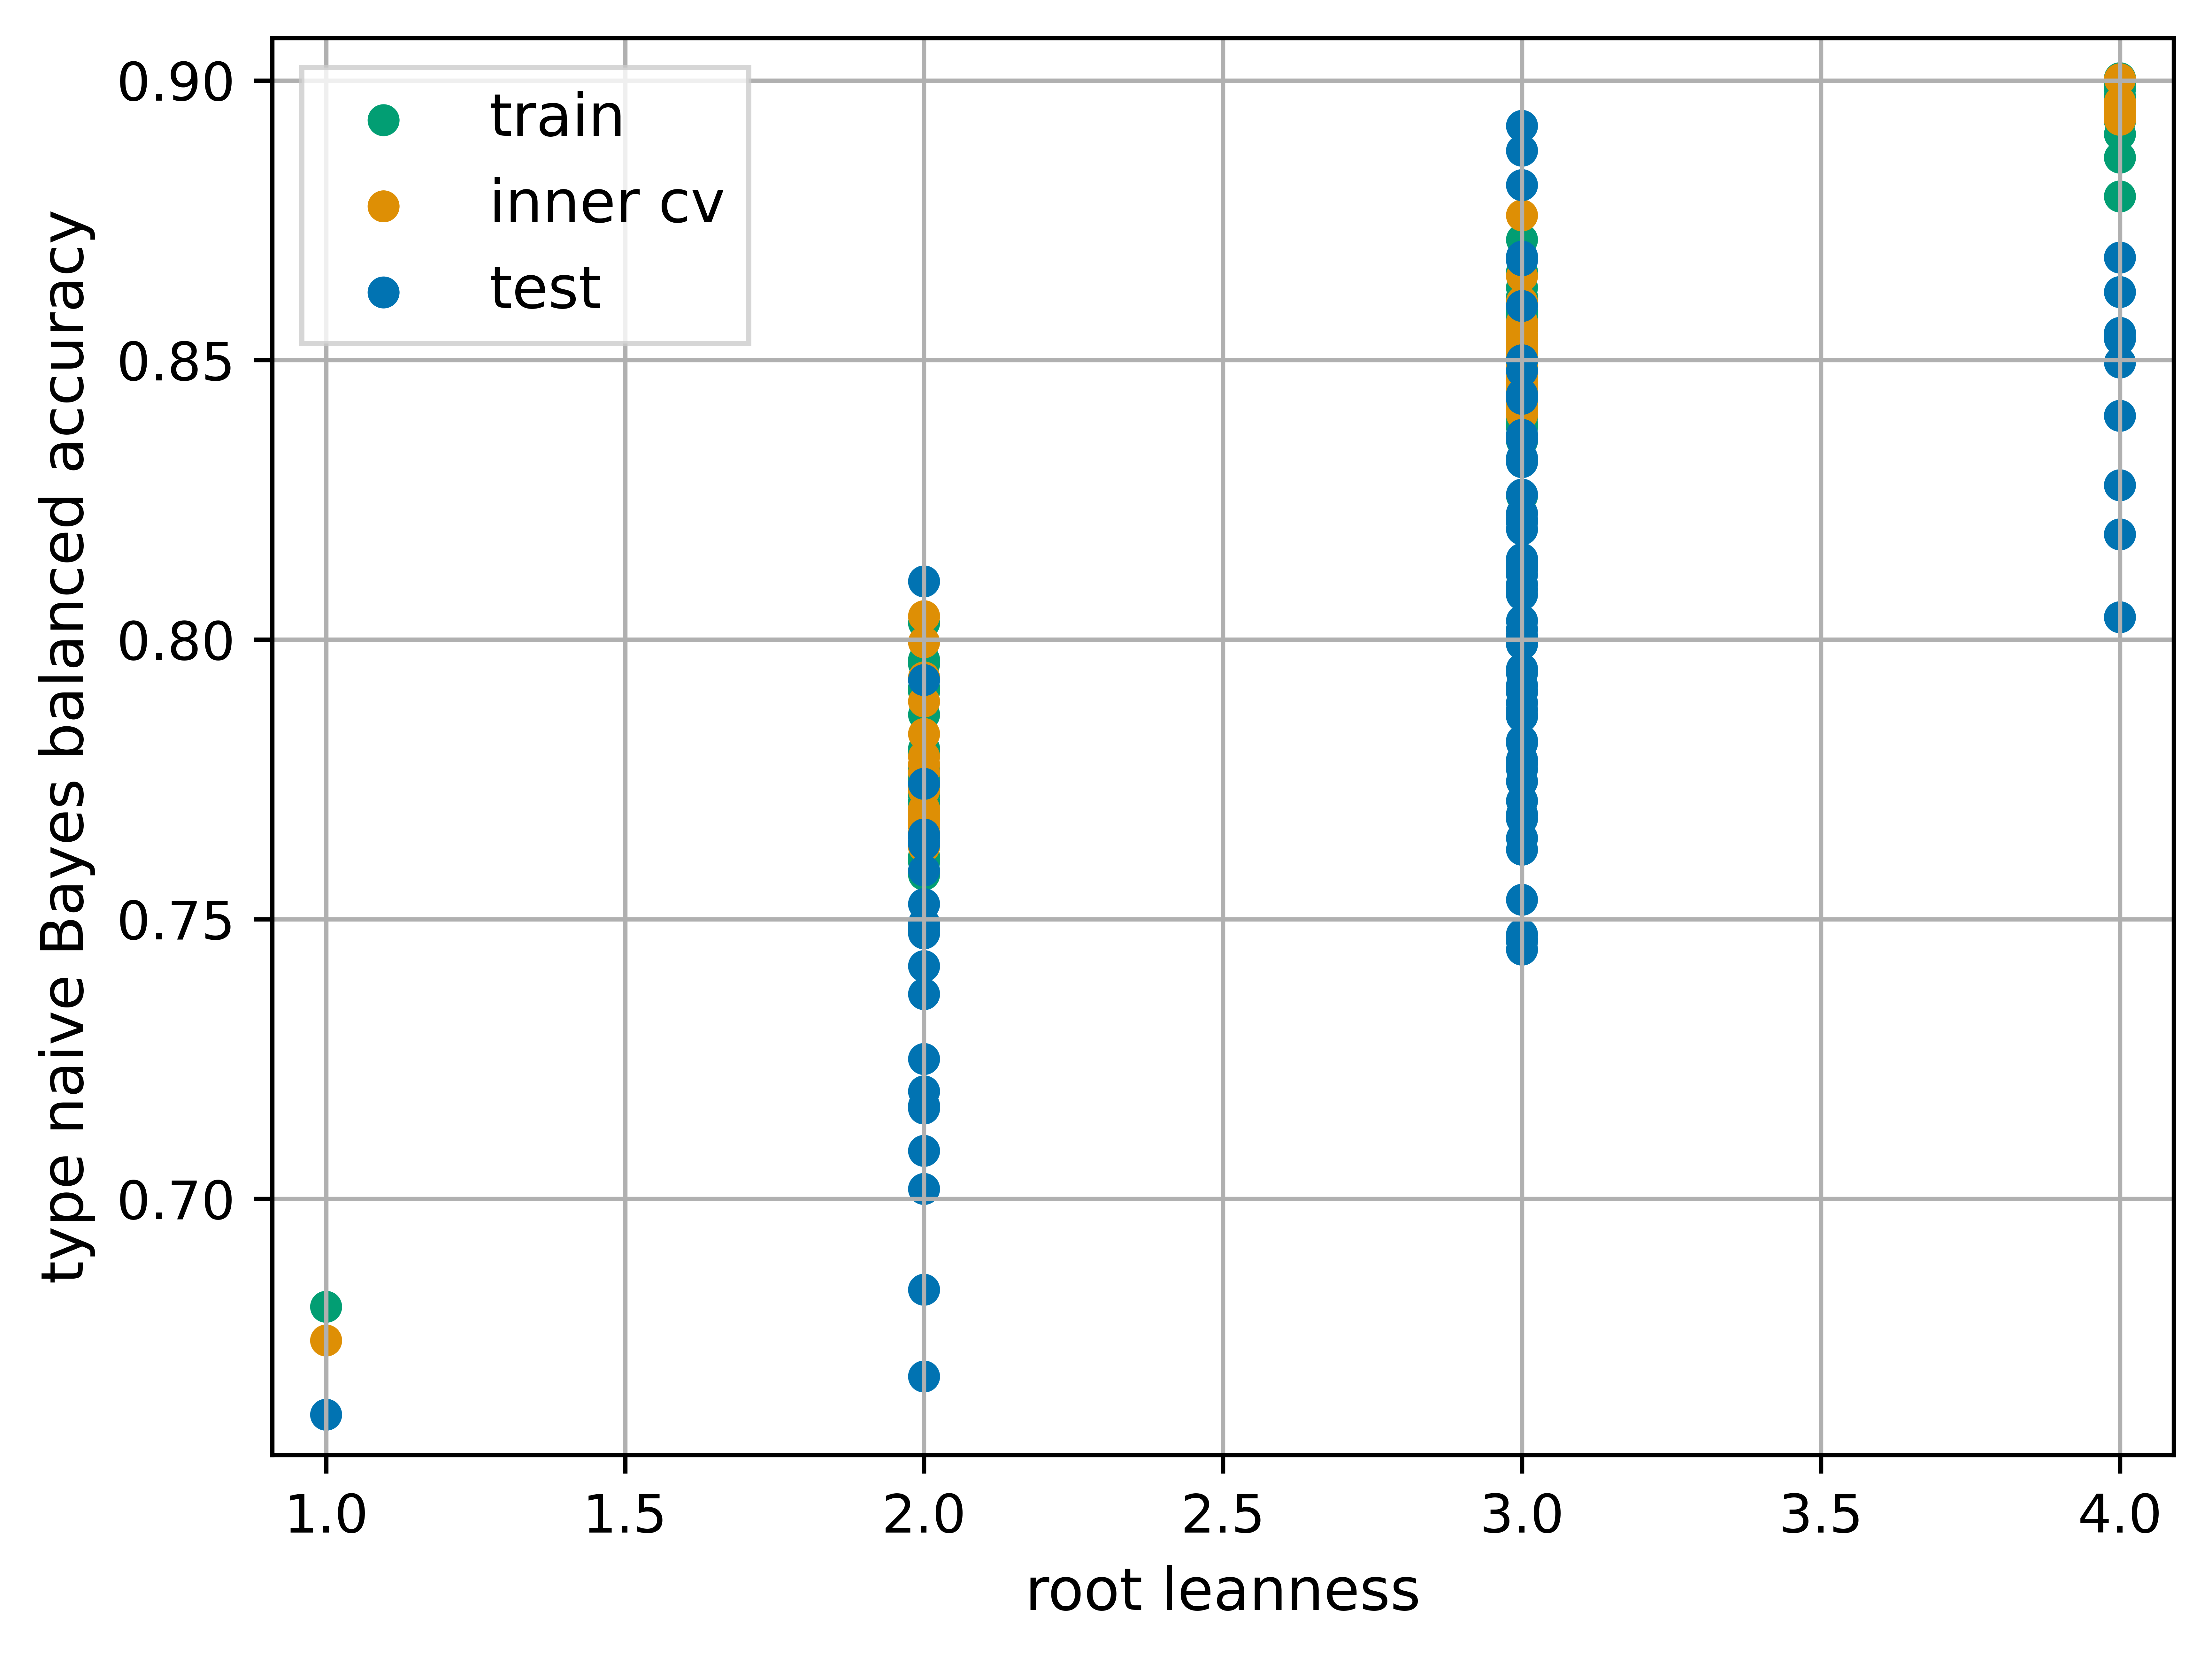 train
inner cv
test
type naive Bayes balanced accuracy
0.90
0.85
0.80
0.75
0.70
1.0 1.5 2.0 2.5 3.0 3.5 4.0
root leanness